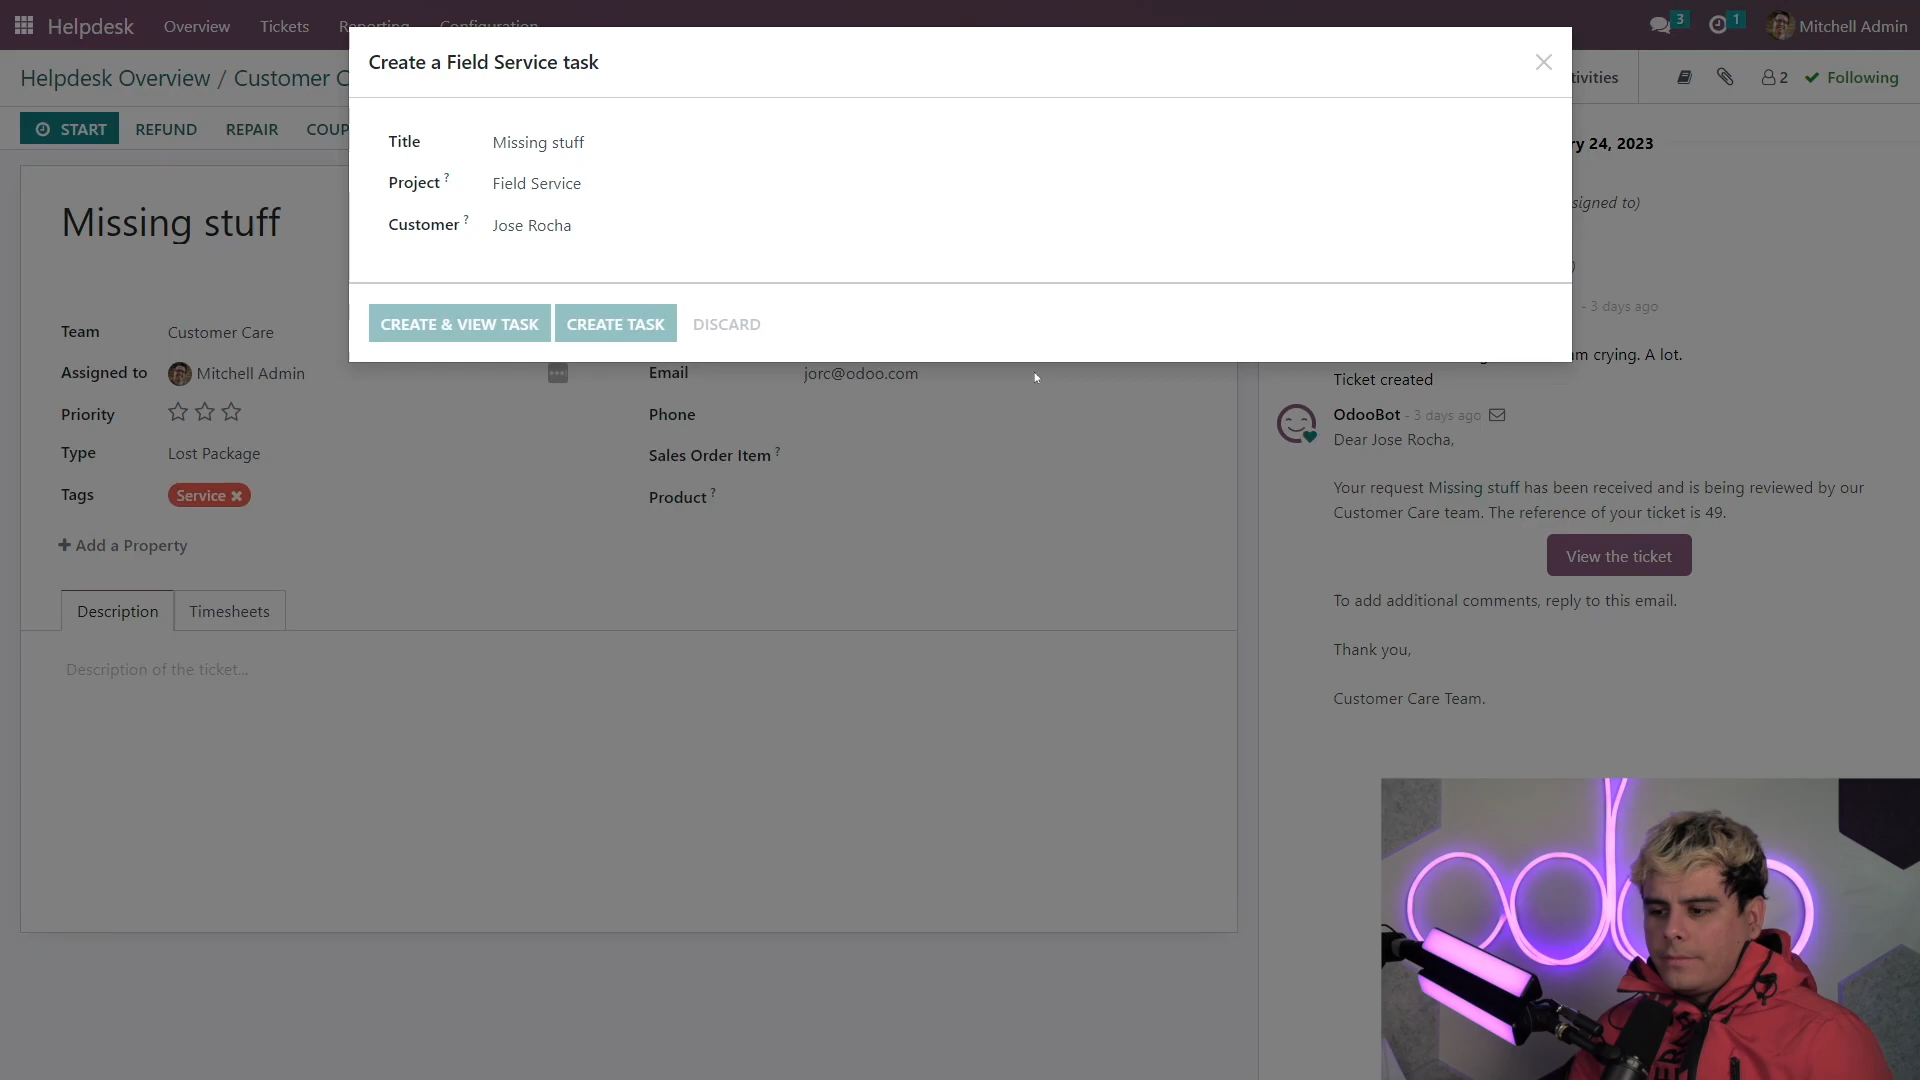 Helpdesk Overview Tickets Reporting Configuration 3 1 Mitchell Admin
Create a Field Service task
Helpdesk Overview / Customer C
tivities 2 Following
START REFUND REPAIR COUP
Title Missing stuff
ry 24, 2023
Project ? Field Service
signed to)
Missing stuff
Customer ? Jose Rocha
)
- 3 days ago
CREATE & VIEW TASK CREATE TASK DISCARD
Team Customer Care
m crying. A lot.
Assigned to Mitchell Admin
Email jorc@odoo.com
Ticket created
Priority
Phone
OdooBot - 3 days ago
Dear Jose Rocha,
Type Lost Package
Sales Order Item ?
Your request Missing stuff has been received and is being reviewed by our
Customer Care team. The reference of your ticket is 49.
Tags Service ✖
Product ?
+ Add a Property
View the ticket
To add additional comments, reply to this email.
Description Timesheets
Thank you,
Description of the ticket...
Customer Care Team.
odo